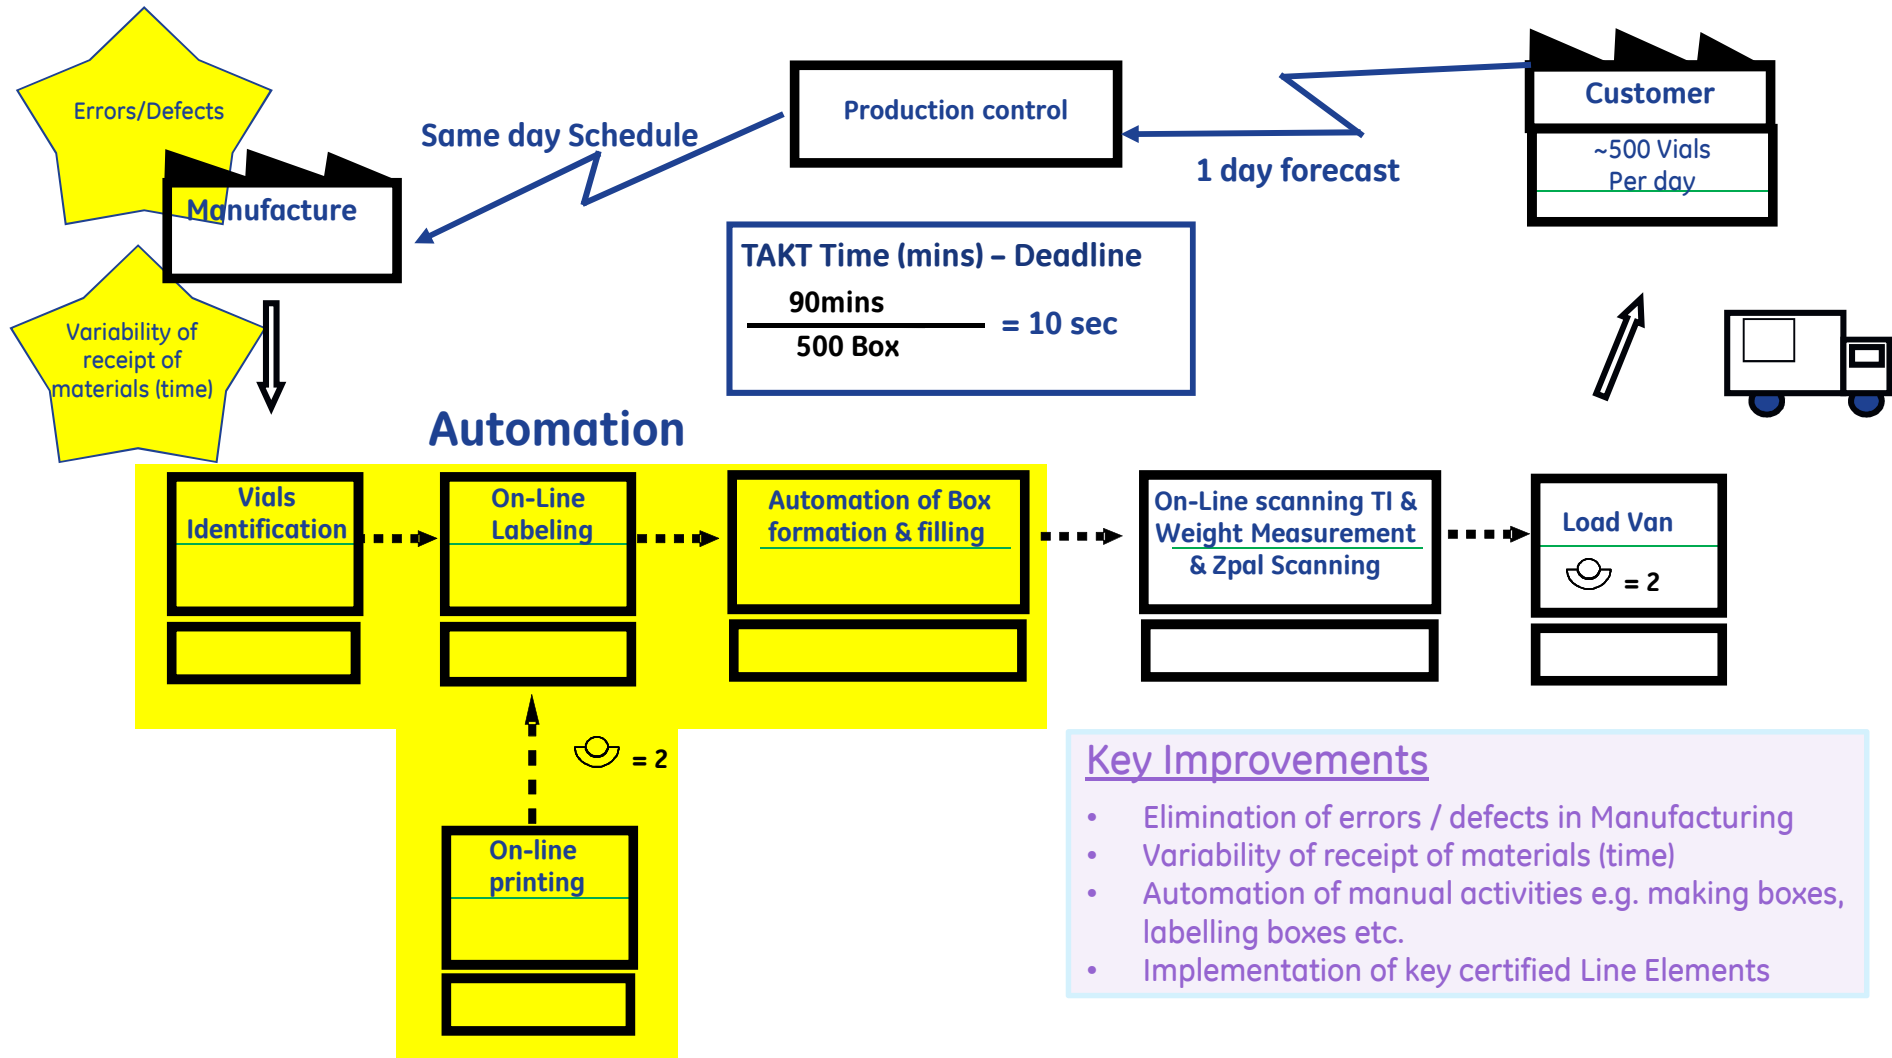 Errors/Defects
Manufacture
Same day Schedule
Production control
1 day forecast
Customer
~500 Vials
Per day
Variability of
receipt of
materials (time)
TAKT Time (mins) – Deadline
90mins
500 Box
= 10 sec
Automation
Vials
Identification
On-Line
Labeling
Automation of Box
formation & filling
On-Line scanning TI &
Weight Measurement
& Zpal Scanning
Load Van
= 2
= 2
On-line
printing
Key Improvements
• Elimination of errors / defects in Manufacturing
• Variability of receipt of materials (time)
• Automation of manual activities e.g. making boxes,
labelling boxes etc.
• Implementation of key certified Line Elements